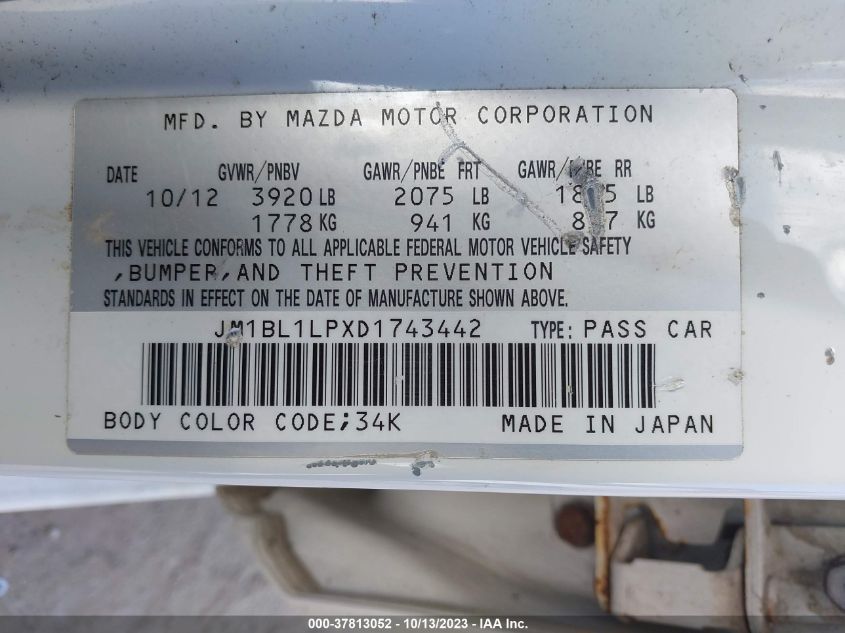 MFD. BY MAZDA MOTOR CORPORATION
DATE GVWR/PNBV GAWR/PNBE FRT GAWR/ RR
10/12 3920 LB 2075 LB LB
1778 KG 941 KG KG
THIS VEHICLE CONFORMS TO ALL APPLICABLE FEDERAL MOTOR VEHICLE SAFETY
,BUMPER,AND THEFT PREVENTION
STANDARDS IN EFFECT ON THE DATE OF MANUFACTURE SHOWN ABOVE.
JM1BL1LPXD1743442 TYPE: PASS CAR
BODY COLOR CODE;34K MADE IN JAPAN
000-37813052 - 10/13/2023 - IAA Inc.